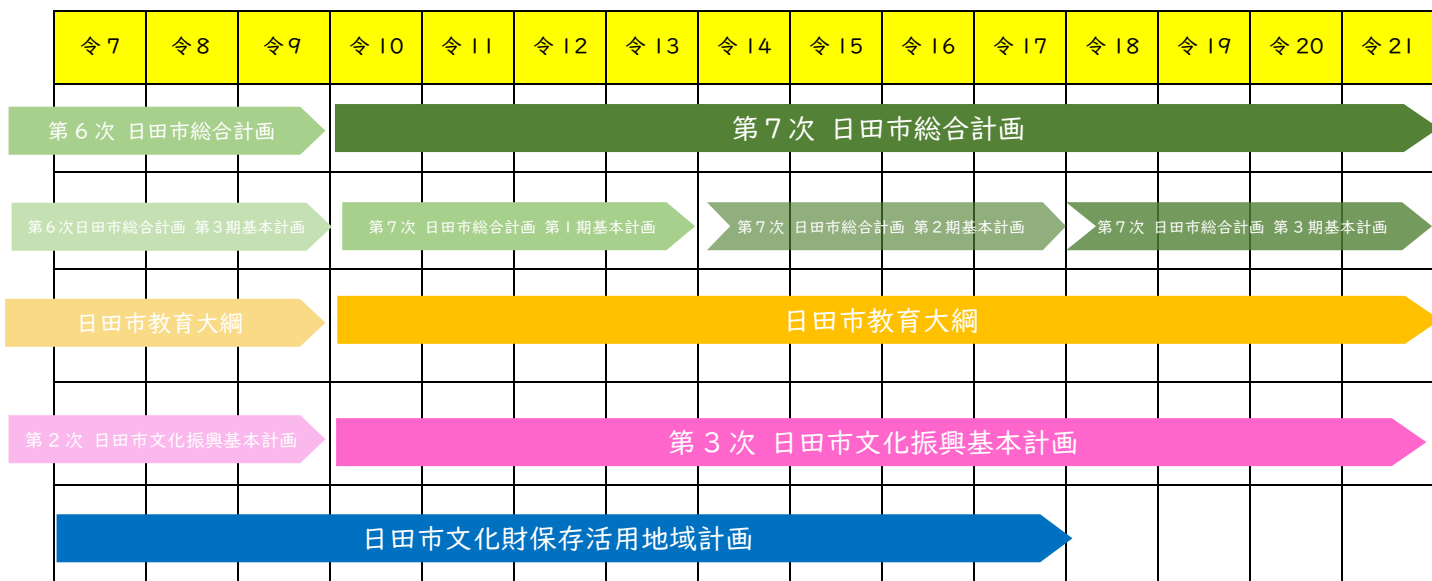 令7 令8 令9 令10 令11 令12 令13 令14 令15 令16 令17 令18 令19 令20 令21
第6次 日田市総合計画 第7次 日田市総合計画
第6次日田市総合計画 第3期基本計画 第7次 日田市総合計画 第1期基本計画 第7次 日田市総合計画 第2期基本計画 第7次 日田市総合計画 第3期基本計画
日田市教育大綱 日田市教育大綱
第2次 日田市文化振興基本計画 第3次 日田市文化振興基本計画
日田市文化財保存活用地域計画